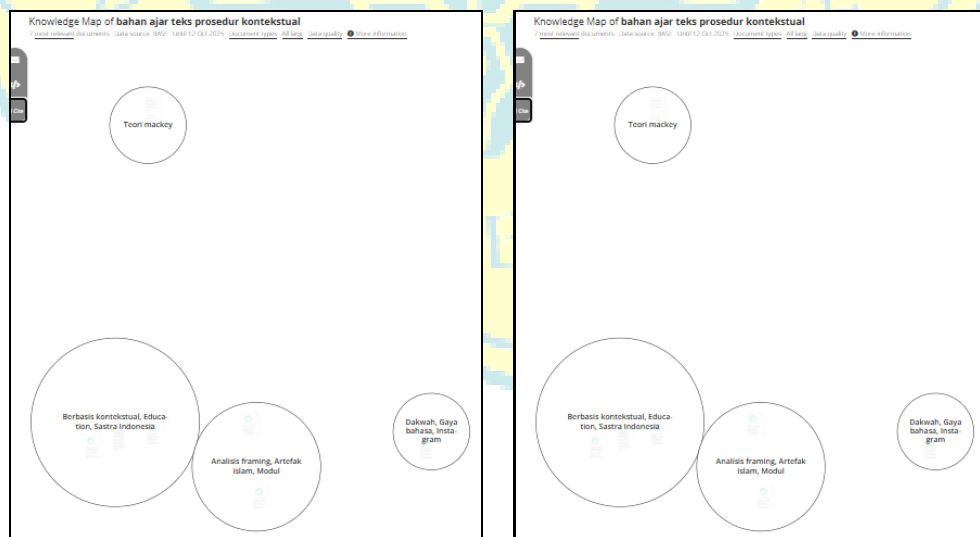 Knowledge Map of bahan ajar teks prosedur kontekstual
7 most relevant documents Data source: BASE Until 12 Oct 2025 Document types All lang Data quality More information
Teori mackey
Berbasis kontekstual, Educa-
tion, Sastra Indonesia
Analisis framing, Artefak
islam, Modul
Dakwah, Gaya
bahasa, Insta-
gram
Knowledge Map of bahan ajar teks prosedur kontekstual
7 most relevant documents Data source: BASE Until 12 Oct 2025 Document types All lang Data quality More information
Teori mackey
Berbasis kontekstual, Educa-
tion, Sastra Indonesia
Analisis framing, Artefak
islam, Modul
Dakwah, Gaya
bahasa, Insta-
gram